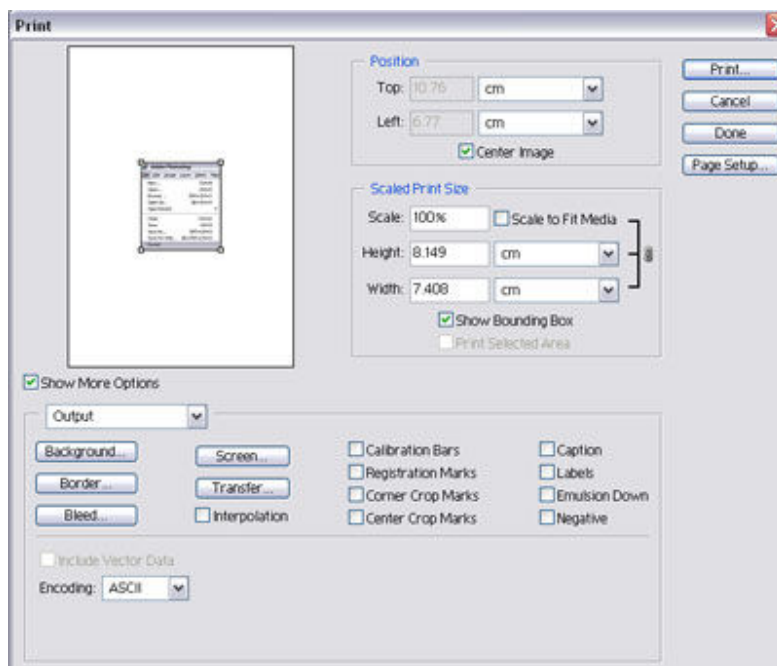 Print
Position
Top: 10.76 cm
Left: 6.77 cm
Center Image
Print...
Cancel
Done
Page Setup...
Scaled Print Size
Scale: 100% Scale to Fit Media
Height: 8.149 cm
Width: 7.408 cm
Show Bounding Box
Print Selected Area
Show More Options
Output
Background... Screen... Calibration Bars Caption
Border... Transfer... Registration Marks Labels
Bleed... Interpolation Corner Crop Marks Emulsion Down
Center Crop Marks Negative
Include Vector Data
Encoding: ASCII